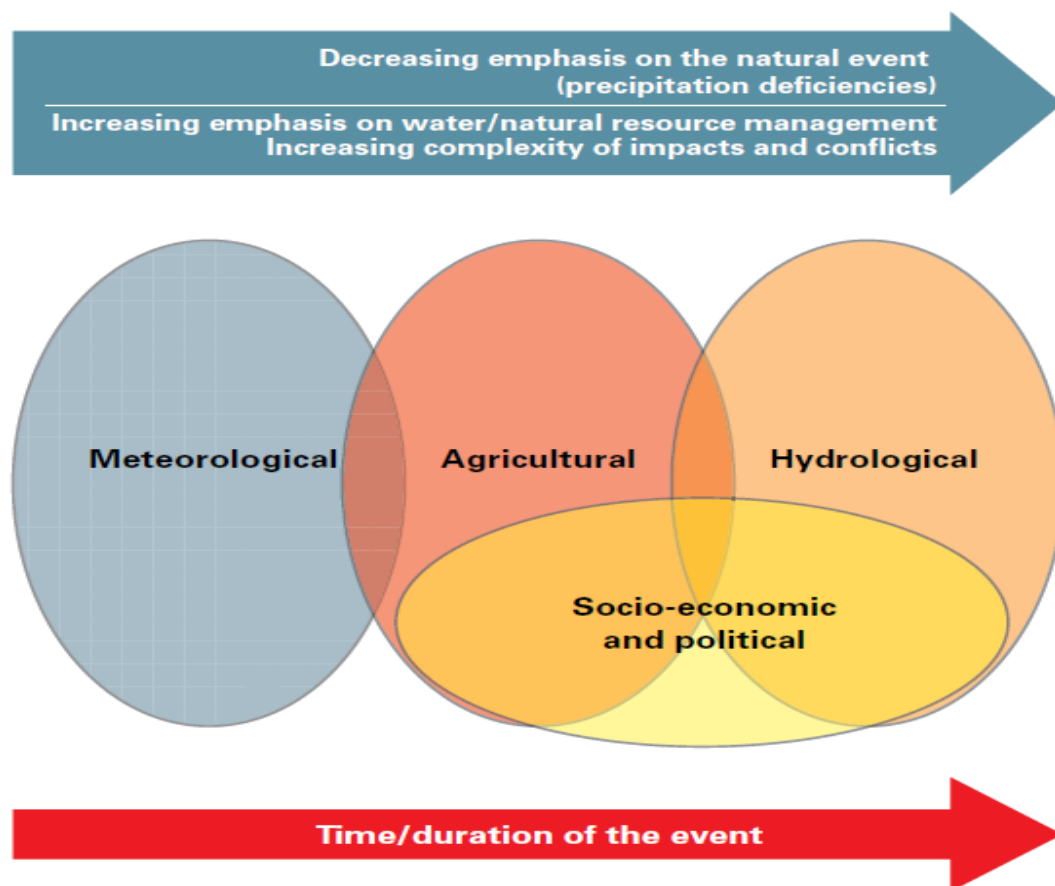 Decreasing emphasis on the natural event
(precipitation deficiencies)
Increasing emphasis on water/natural resource management
Increasing complexity of impacts and conflicts
Meteorological
Agricultural
Hydrological
Socio-economic
and political
Time/duration of the event